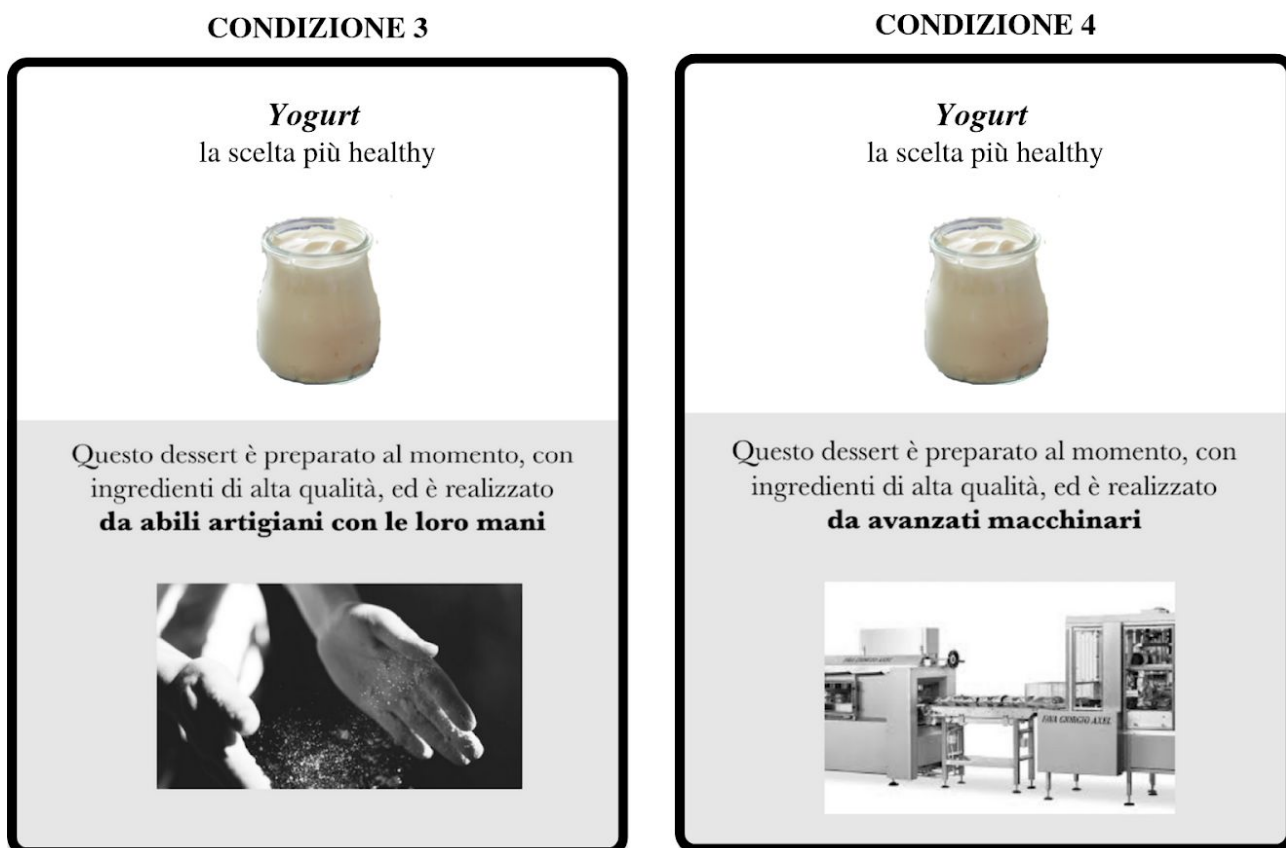 CONDIZIONE 3
Yogurt
la scelta più healthy
Questo dessert è preparato al momento, con
ingredienti di alta qualità, ed è realizzato
da abili artigiani con le loro mani
CONDIZIONE 4
Yogurt
la scelta più healthy
Questo dessert è preparato al momento, con
ingredienti di alta qualità, ed è realizzato
da avanzati macchinari
GIORGIO AXEL